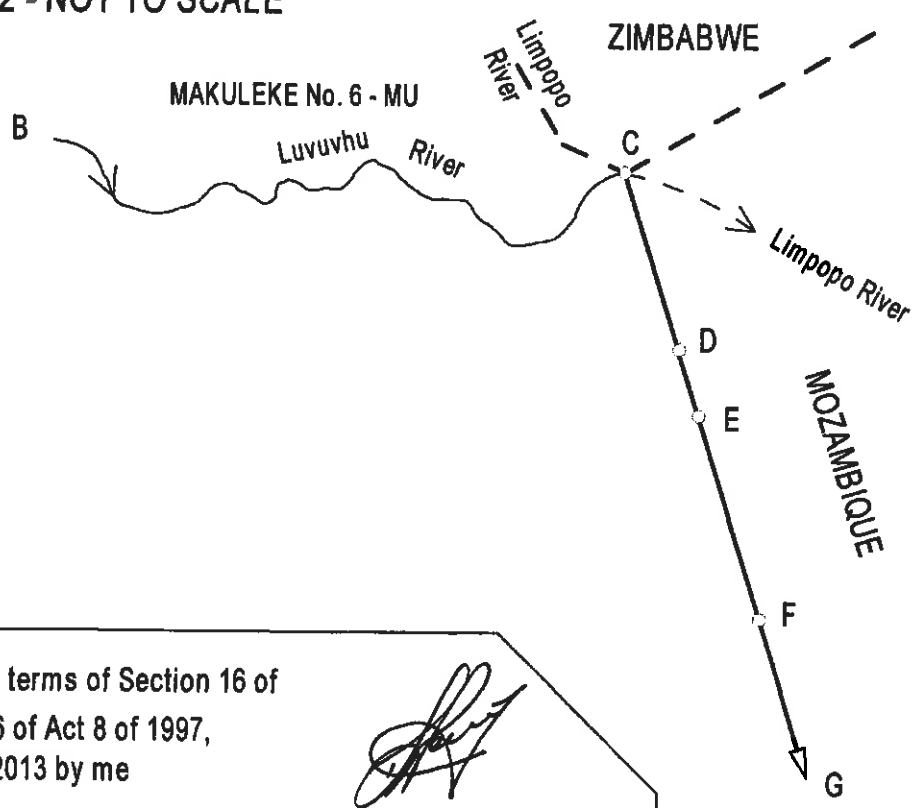 2 - NOT TO SCALE
ZIMBABWE
Limpopo
River
MAKULEKE No. 6 - MU
B
Luvuvhu River
C
Limpopo River
D
E
MOZAMBIQUE
F
terms of Section 16 of
6 of Act 8 of 1997,
2013 by me
G